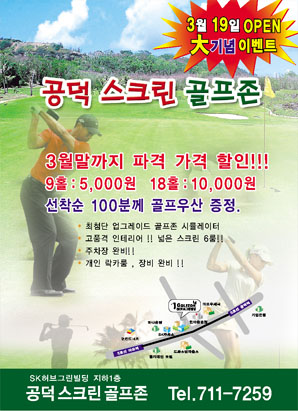 3월 19일 OPEN
大기념 이벤트
공덕 스크린 골프존
3월말까지 파격 가격 할인!!!
9홀 : 5,000원 18홀 : 10,000원
선착순 100분께 골프우산 증정.
최첨단 업그레이드 골프존 시뮬레이터
고품격 인테리어 !! 넓은 스크린 6룸!!
주차장 완비!!
개인 락카룸 , 장비 완비 !!
SK허브그린빌딩 지하1층
공덕스크린 골프존 Tel.711-7259